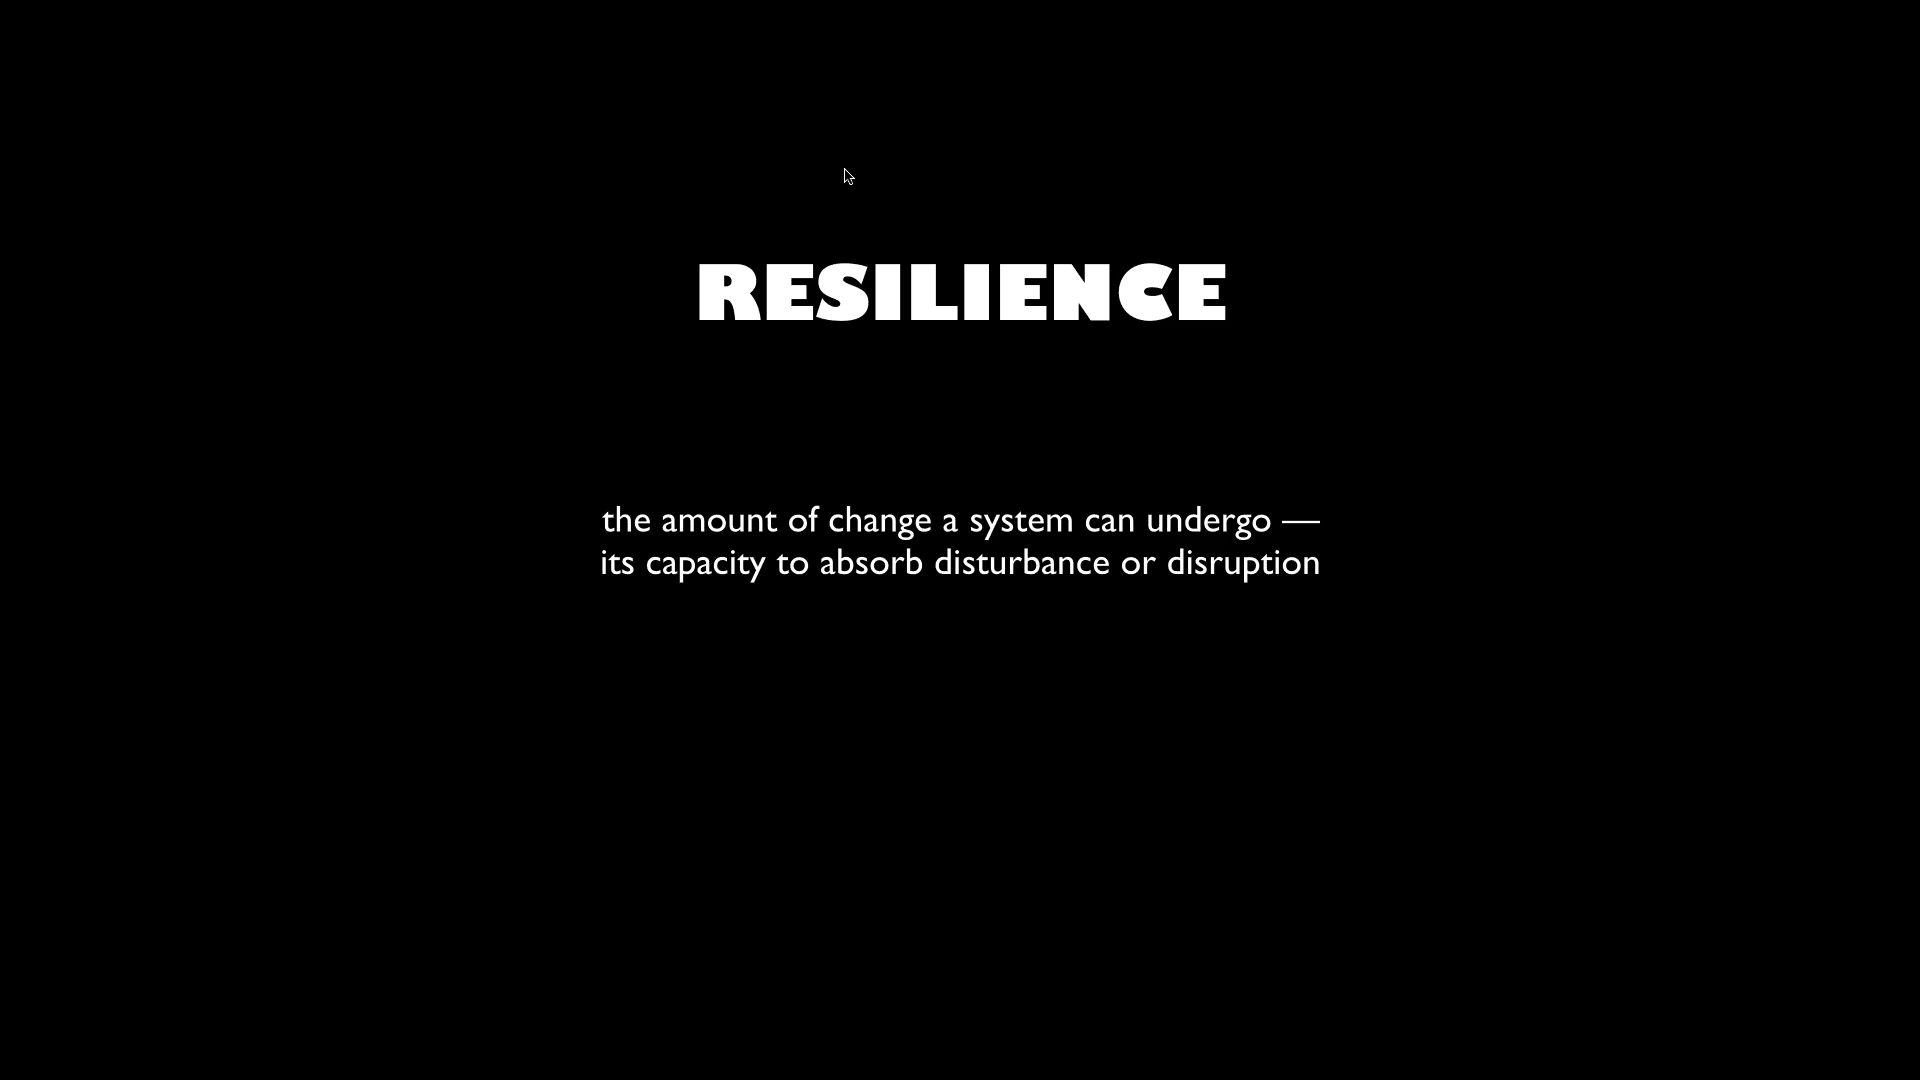 RESILIENCE
the amount of change a system can undergo —
its capacity to absorb disturbance or disruption